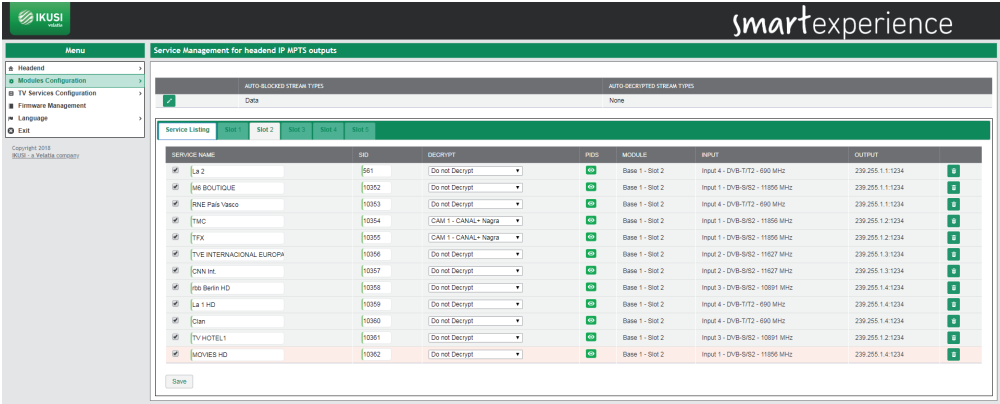 IKUSI
velatia
smartexperience
Menu
Headend
Modules Configuration
TV Services Configuration
Firmware Management
Language
Exit
Copyright 2018
IKUSI - a Velatia company
Service Management for headend IP MPTS outputs
AUTO-BLOCKED STREAM TYPES AUTO-DECRYPTED STREAM TYPES
Data None
Service Listing Slot 1 Slot 2 Slot 3 Slot 4 Slot 5
SERVICE NAME SID DECRYPT PIDS MODULE INPUT OUTPUT
La 2 561 Do not Decrypt Base 1 - Slot 2 Input 4 - DVB-T/T2 - 690 MHz 239.255.1.1:1234
M6 BOUTIQUE 10352 Do not Decrypt Base 1 - Slot 2 Input 1 - DVB-S/S2 - 11856 MHz 239.255.1.1:1234
RNE País Vasco 10353 Do not Decrypt Base 1 - Slot 2 Input 4 - DVB-T/T2 - 690 MHz 239.255.1.1:1234
TMC 10354 CAM 1 - CANAL+ Nagra Base 1 - Slot 2 Input 1 - DVB-S/S2 - 11856 MHz 239.255.1.2:1234
TFX 10355 CAM 1 - CANAL+ Nagra Base 1 - Slot 2 Input 1 - DVB-S/S2 - 11856 MHz 239.255.1.2:1234
TVE INTERNACIONAL EUROPA 10356 Do not Decrypt Base 1 - Slot 2 Input 2 - DVB-S/S2 - 11627 MHz 239.255.1.3:1234
CNN Int. 10357 Do not Decrypt Base 1 - Slot 2 Input 2 - DVB-S/S2 - 11627 MHz 239.255.1.3:1234
rbb Berlin HD 10358 Do not Decrypt Base 1 - Slot 2 Input 3 - DVB-S/S2 - 10891 MHz 239.255.1.4:1234
La 1 HD 10359 Do not Decrypt Base 1 - Slot 2 Input 4 - DVB-T/T2 - 690 MHz 239.255.1.4:1234
Clan 10360 Do not Decrypt Base 1 - Slot 2 Input 4 - DVB-T/T2 - 690 MHz 239.255.1.4:1234
TV HOTEL1 10361 Do not Decrypt Base 1 - Slot 2 Input 3 - DVB-S/S2 - 10891 MHz 239.255.1.2:1234
MOVIES HD 10362 Do not Decrypt Base 1 - Slot 2 Input 1 - DVB-S/S2 - 11856 MHz 239.255.1.4:1234
Save